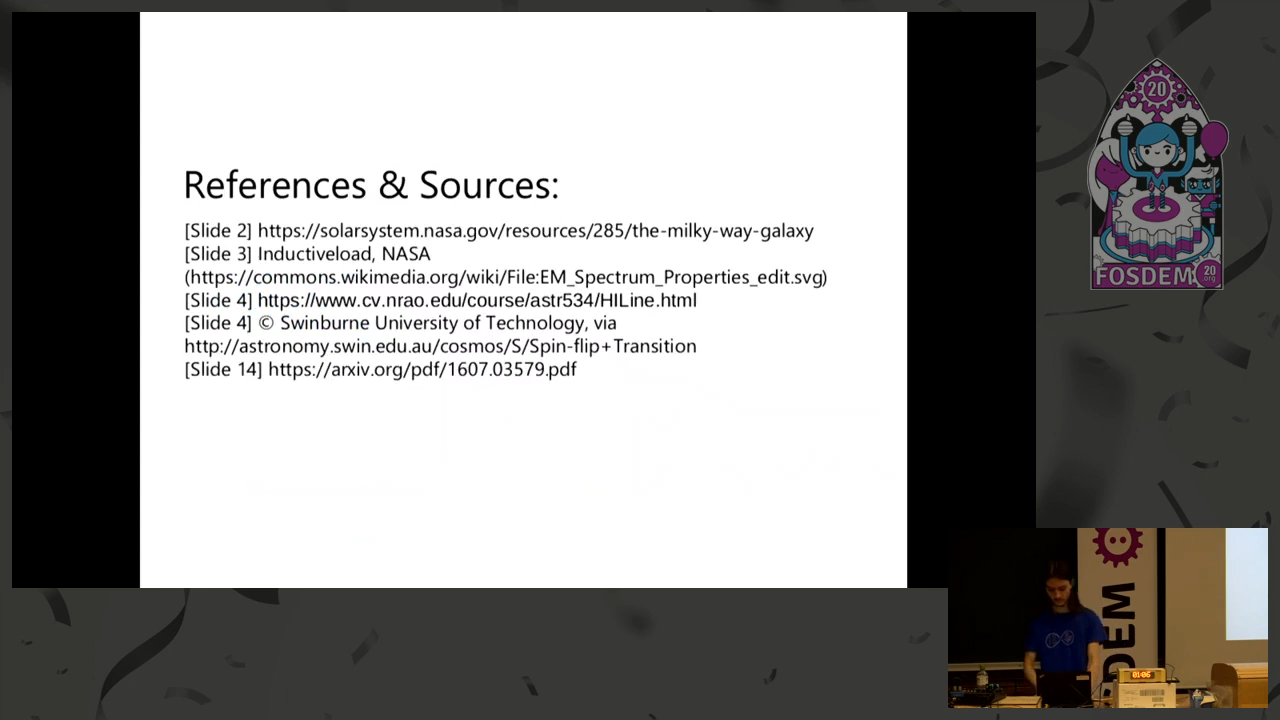 References & Sources:
[Slide 2] https://solarsystem.nasa.gov/resources/285/the-milky-way-galaxy
[Slide 3] Inductiveload, NASA
(https://commons.wikimedia.org/wiki/File:EM_Spectrum_Properties_edit.svg)
[Slide 4] https://www.cv.nrao.edu/course/astr534/HILine.html
[Slide 4] © Swinburne University of Technology, via
http://astronomy.swin.edu.au/cosmos/S/Spin-flip+Transition
[Slide 14] https://arxiv.org/pdf/1607.03579.pdf
20
FOSDEM 20
.org
DEM
01:06